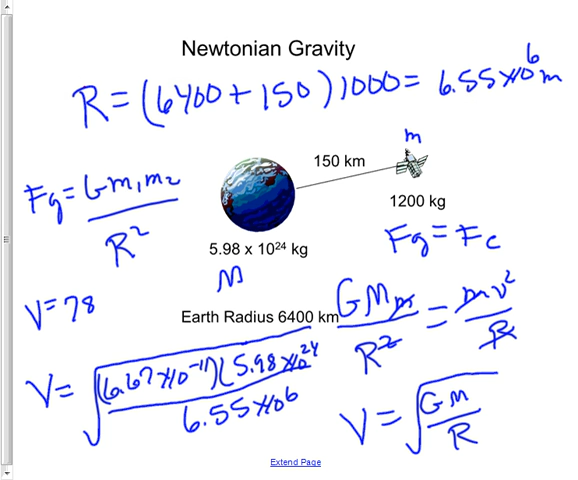 Newtonian Gravity
R = (6400 + 150) 1000 = 6.55 x 10⁶ m
m
150 km
1200 kg
Fg = Gm₁m₂ / R²
5.98 x 10²⁴ kg
M
Fg = Fc
V = 78
Earth Radius 6400 km
GMm / R² = mv² / R
V = √((6.67 x 10⁻¹¹)(5.98 x 10²⁴) / 6.55 x 10⁶)
V = √(GM / R)
Extend Page